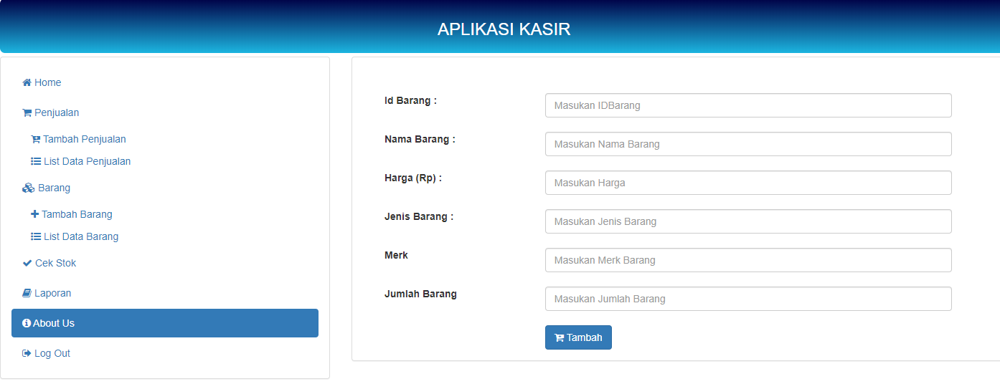 APLIKASI KASIR
Home
Penjualan
Tambah Penjualan
List Data Penjualan
Barang
Tambah Barang
List Data Barang
Cek Stok
Laporan
About Us
Log Out
Id Barang :
Masukan IDBarang
Nama Barang :
Masukan Nama Barang
Harga (Rp) :
Masukan Harga
Jenis Barang :
Masukan Jenis Barang
Merk
Masukan Merk Barang
Jumlah Barang
Masukan Jumlah Barang
Tambah